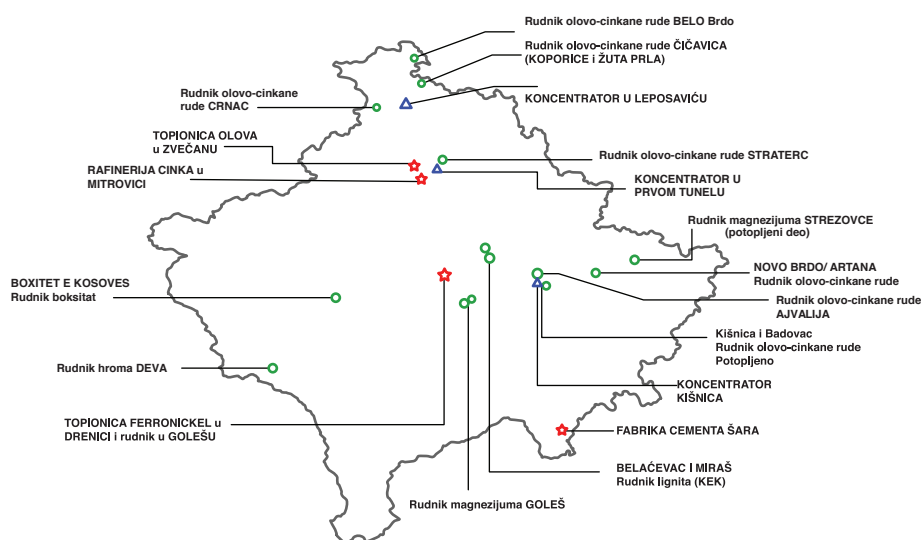 Rudnik olovo-cinkane rude BELO Brdo
Rudnik olovo-cinkane rude ČIČAVICA
(KOPORICE i ŽUTA PRLA)
Rudnik olovo-cinkane
rude CRNAC
KONCENTRATOR U LEPOSAVIĆU
TOPIONICA OLOVA
u ZVEČANU
Rudnik olovo-cinkane rude STRATERC
RAFINERIJA CINKA u
MITROVICI
KONCENTRATOR U
PRVOM TUNELU
Rudnik magnezijuma STREZOVCE
(potopljeni deo)
BOXITET E KOSOVES
Rudnik boksitat
NOVO BRDO/ ARTANA
Rudnik olovo-cinkane rude
Rudnik olovo-cinkane rude
AJVALIJA
Kišnica i Badovac
Rudnik olovo-cinkane rude
Potopljeno
Rudnik hroma DEVA
KONCENTRATOR
KIŠNICA
TOPIONICA FERRONICKEL u
DRENICI i rudnik u GOLEŠU
FABRIKA CEMENTA ŠARA
BELAĆEVAC I MIRAŠ
Rudnik lignita (KEK)
Rudnik magnezijuma GOLEŠ